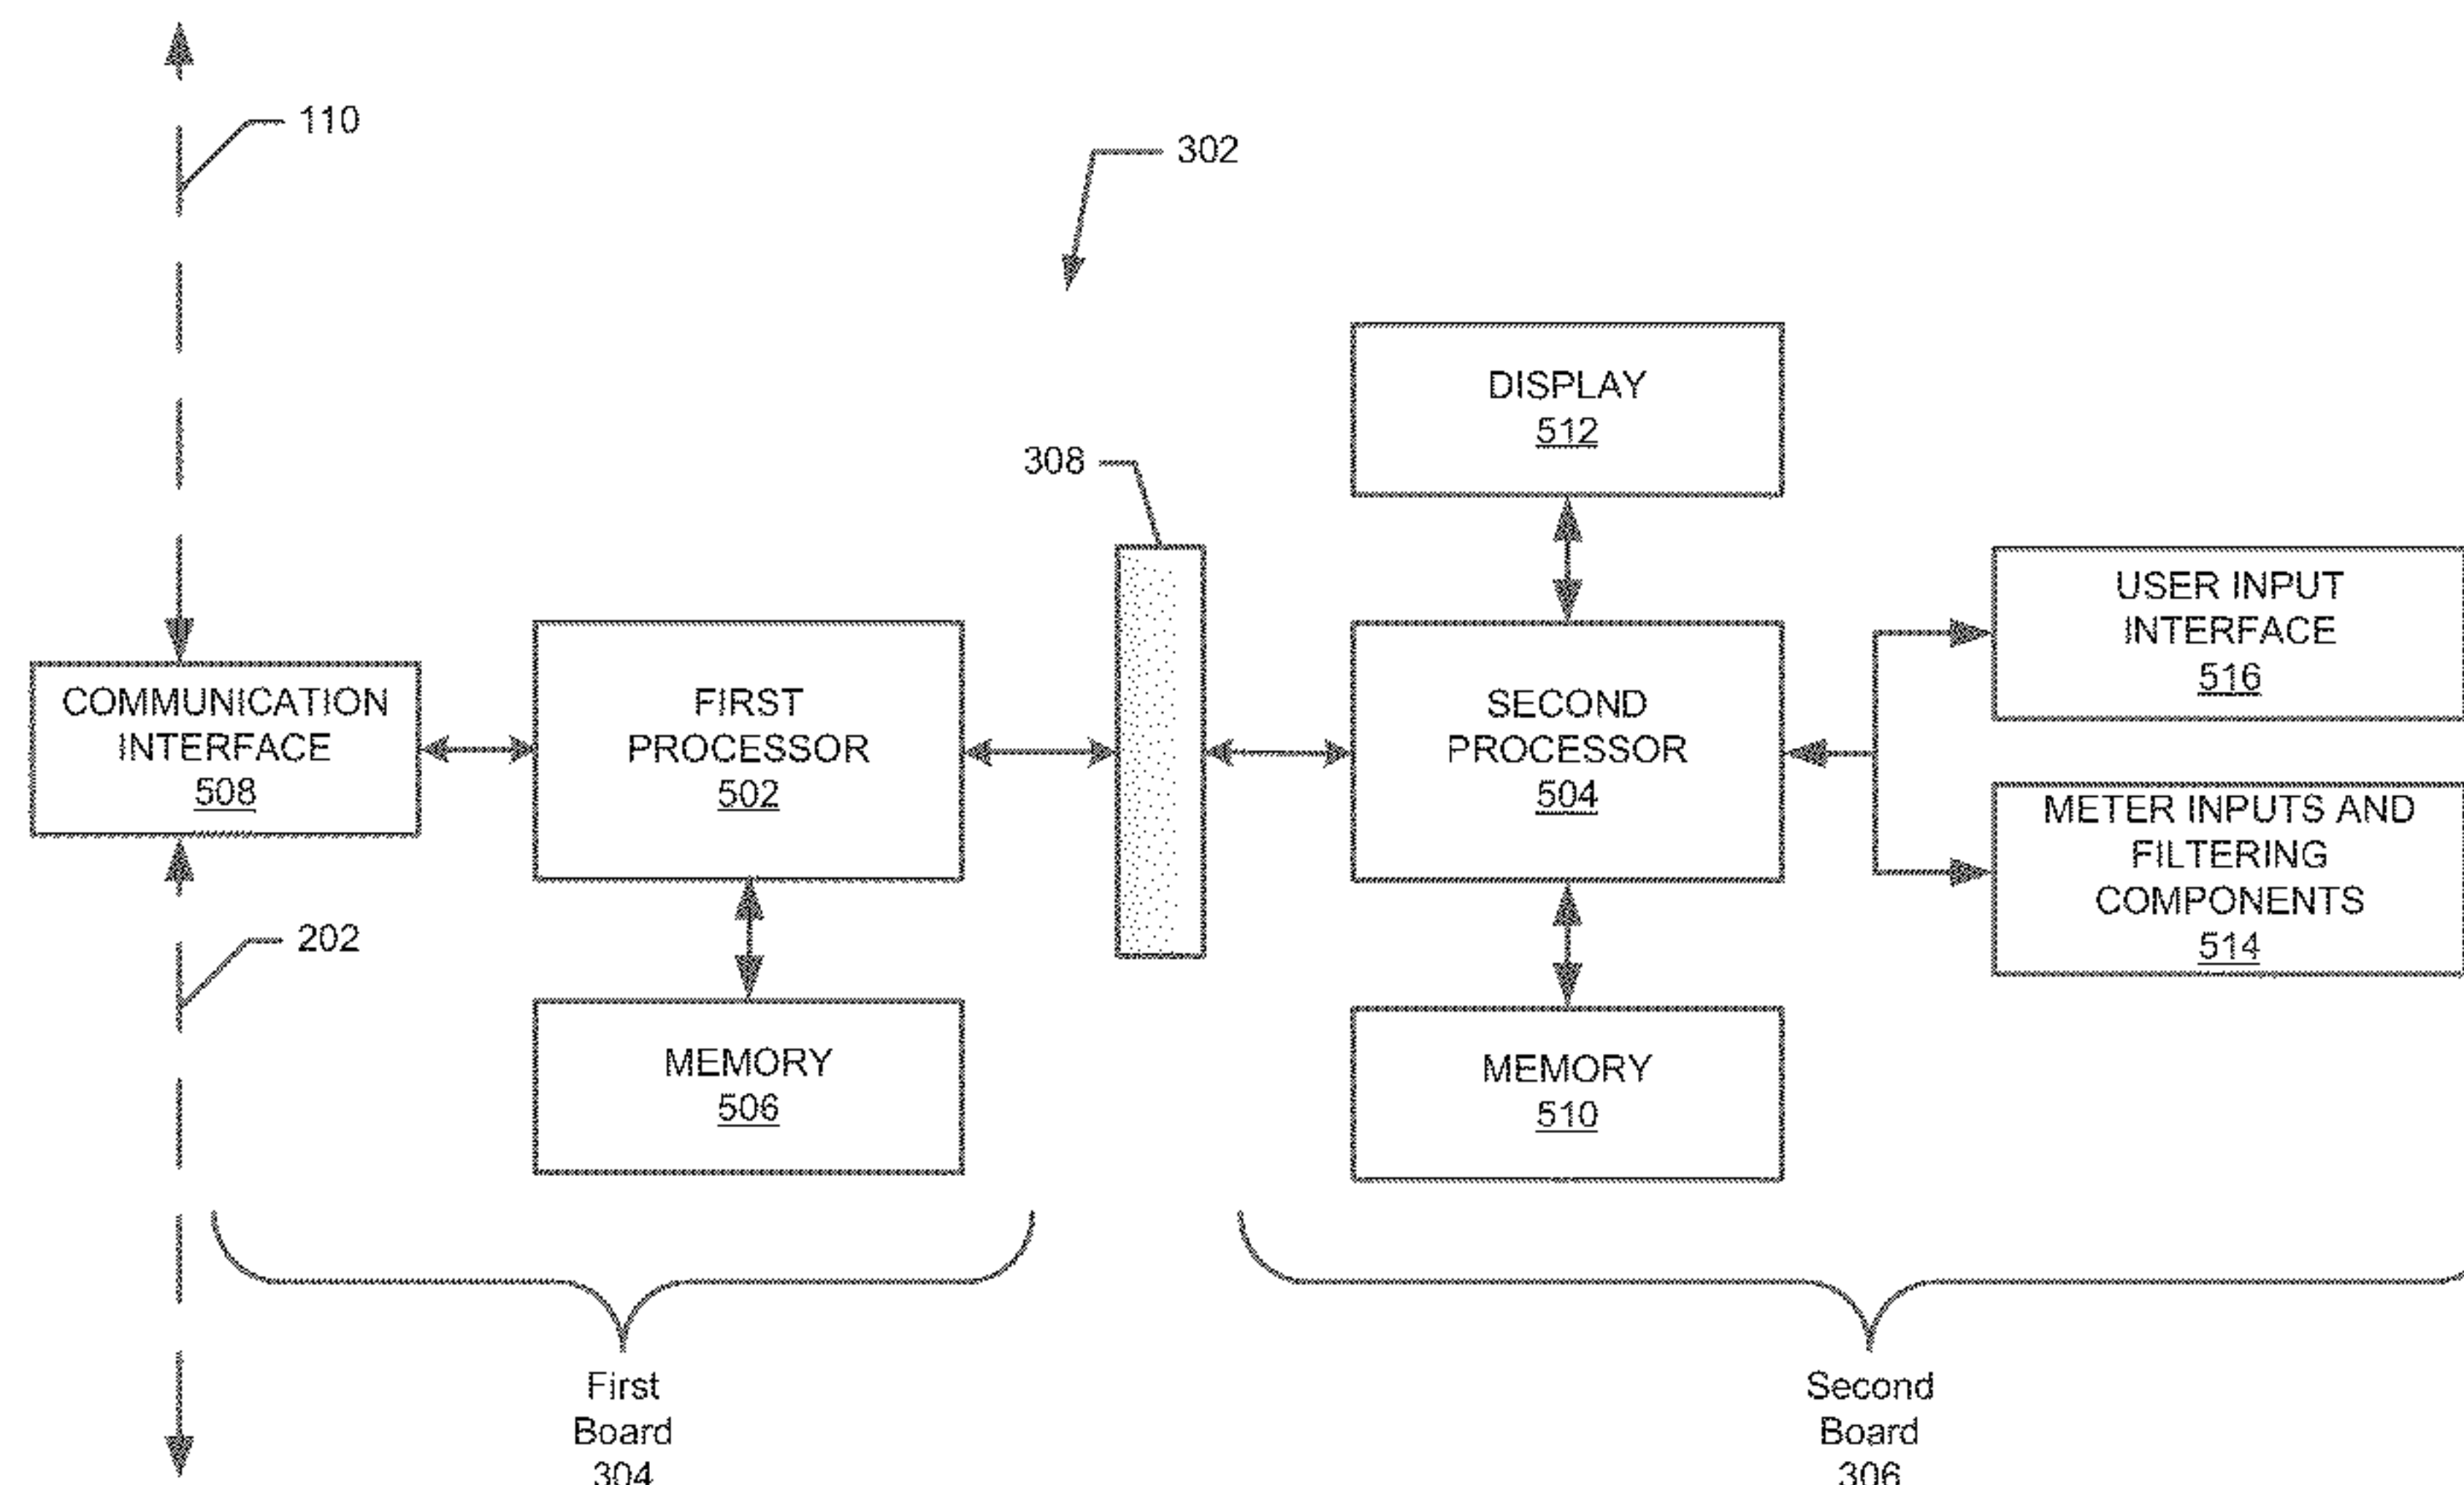 110
302
DISPLAY
512
308
USER INPUT
INTERFACE
516
COMMUNICATION
INTERFACE
508
FIRST
PROCESSOR
502
SECOND
PROCESSOR
504
METER INPUTS AND
FILTERING
COMPONENTS
514
202
MEMORY
506
MEMORY
510
First
Board
304
Second
Board
306